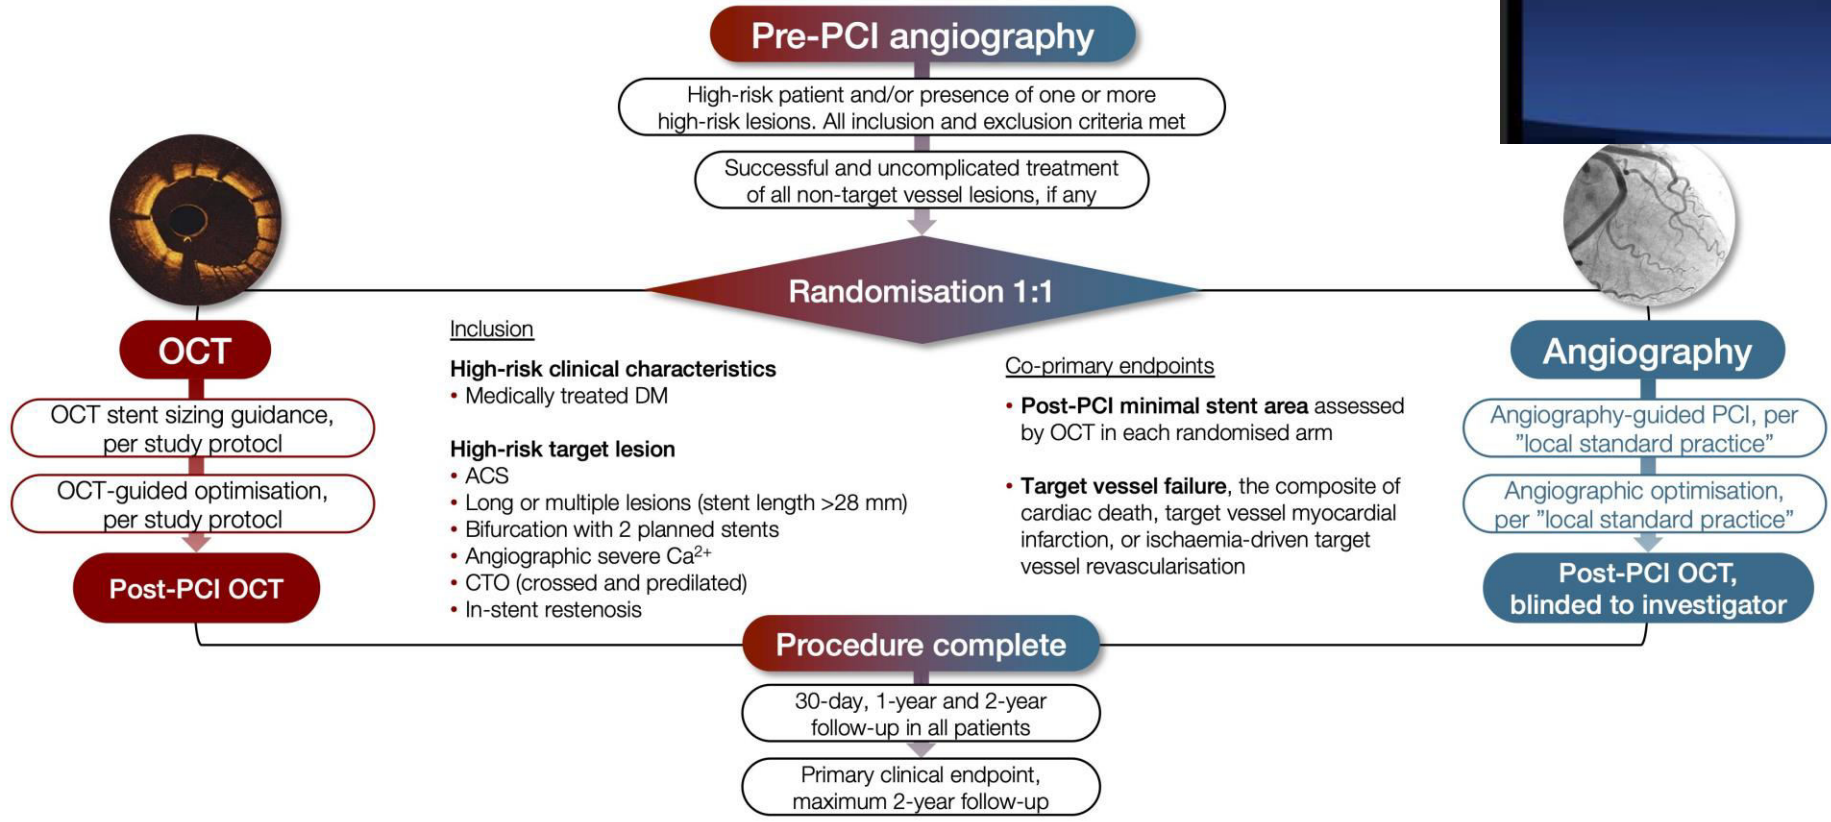 Pre-PCI angiography
High-risk patient and/or presence of one or more
high-risk lesions. All inclusion and exclusion criteria met
Successful and uncomplicated treatment
of all non-target vessel lesions, if any
Randomisation 1:1
OCT
OCT stent sizing guidance,
per study protocl
OCT-guided optimisation,
per study protocl
Post-PCI OCT
Inclusion
High-risk clinical characteristics
• Medically treated DM
High-risk target lesion
• ACS
• Long or multiple lesions (stent length >28 mm)
• Bifurcation with 2 planned stents
• Angiographic severe Ca²⁺
• CTO (crossed and predilated)
• In-stent restenosis
Co-primary endpoints
• Post-PCI minimal stent area assessed
by OCT in each randomised arm
• Target vessel failure, the composite of
cardiac death, target vessel myocardial
infarction, or ischaemia-driven target
vessel revascularisation
Angiography
Angiography-guided PCI, per
"local standard practice"
Angiographic optimisation,
per "local standard practice"
Post-PCI OCT,
blinded to investigator
Procedure complete
30-day, 1-year and 2-year
follow-up in all patients
Primary clinical endpoint,
maximum 2-year follow-up